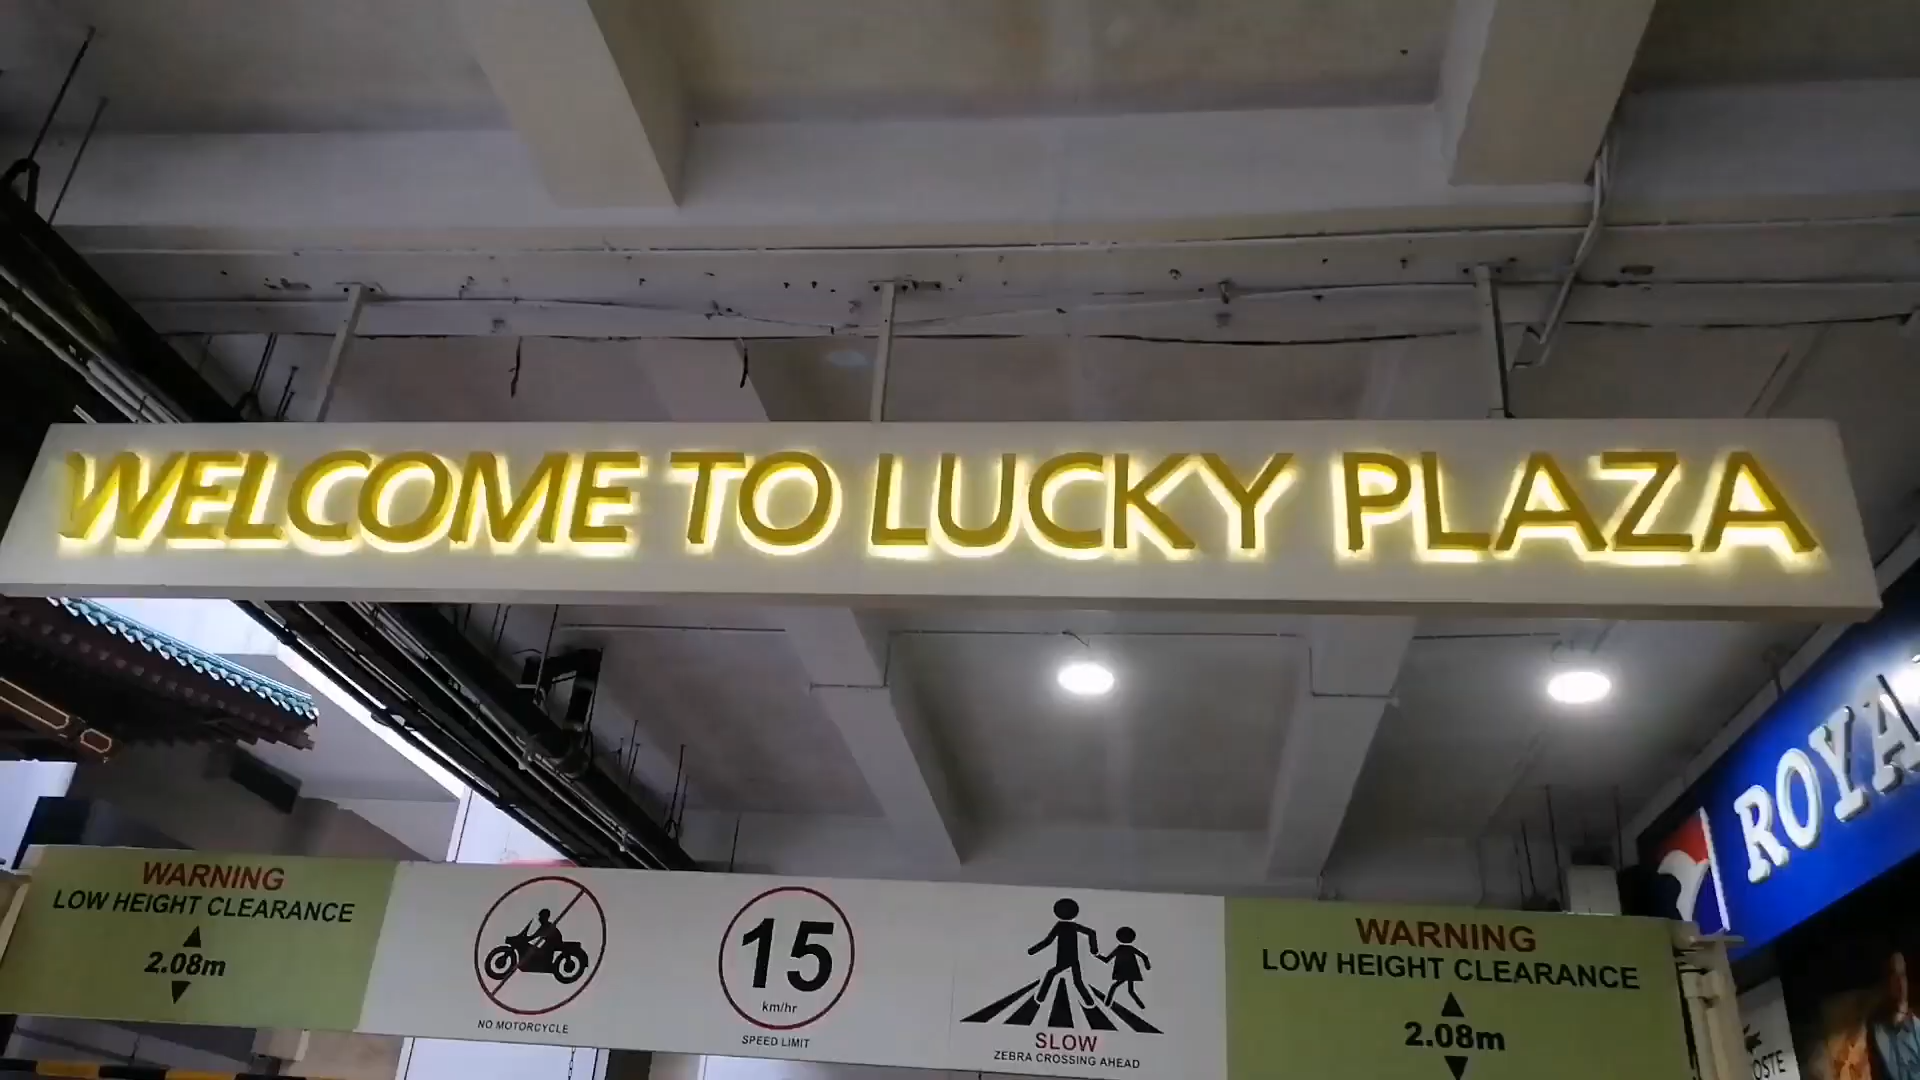 WELCOME TO LUCKY PLAZA
WARNING
LOW HEIGHT CLEARANCE
2.08m
NO MOTORCYCLE
15
km/hr
SPEED LIMIT
SLOW
ZEBRA CROSSING AHEAD
WARNING
LOW HEIGHT CLEARANCE
2.08m